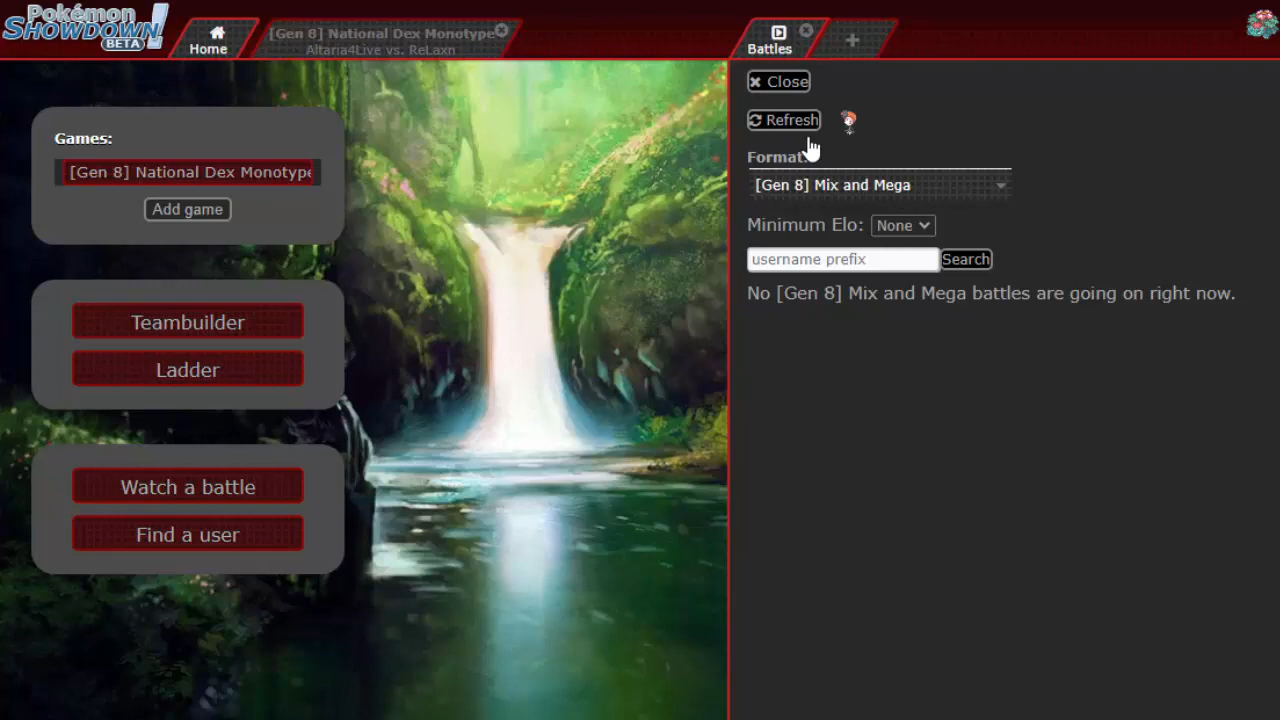 Pokémon
SHOWDOWN!
BETA
Home
[Gen 8] National Dex Monotype
Altaria4Live vs. ReLaxn
Battles
Games:
[Gen 8] National Dex Monotype
Add game
Teambuilder
Ladder
Watch a battle
Find a user
Close
Refresh
Format:
[Gen 8] Mix and Mega
Minimum Elo: None
username prefix Search
No [Gen 8] Mix and Mega battles are going on right now.